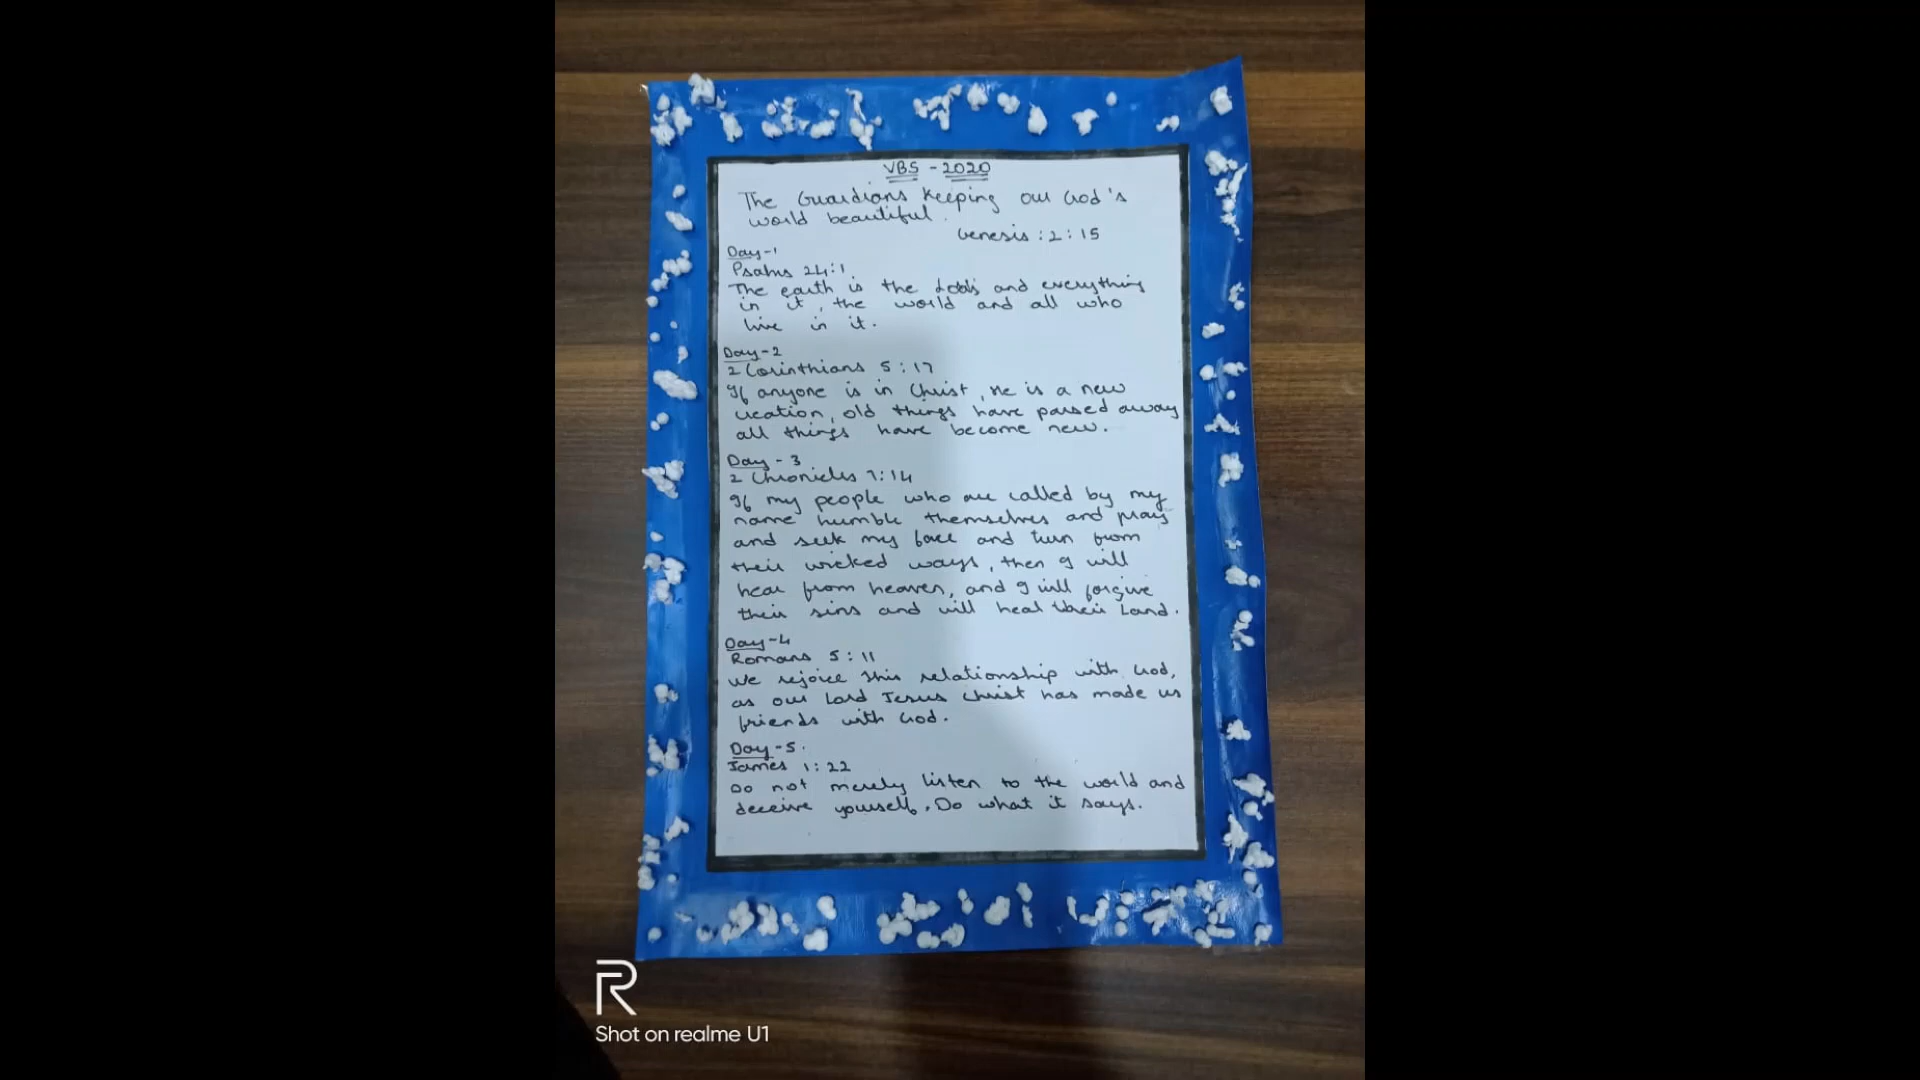 VBS - 2020
The Guardians keeping our God's
world beautiful.
Genesis : 2 : 15
Day-1
Psalms 24:1
The earth is the Lord's and everything
in it, the world and all who
live in it.
Day-2
2 Corinthians 5 : 17
If anyone is in Christ, He is a new
creation, old things have passed away
all things have become new.
Day - 3
2 Chronicles 7:14
If my people who are called by my
name humble themselves and pray
and seek my face and turn from
their wicked ways, then I will
hear from heaven, and I will forgive
their sins and will heal their Land.
Day-4
Romans 5 : 11
We rejoice this relationship with God,
as our Lord Jesus Christ has made us
friends with God.
Day-5.
James 1:22
Do not merely listen to the world and
deceive yourself. Do what it says.
R
Shot on realme U1